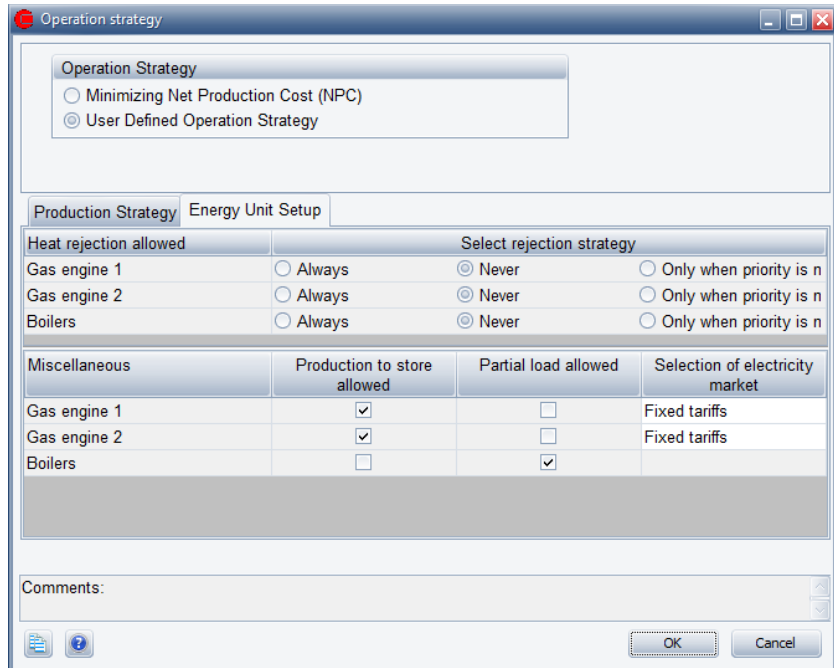 Operation strategy
Operation Strategy
Minimizing Net Production Cost (NPC)
User Defined Operation Strategy
Production Strategy Energy Unit Setup
Heat rejection allowed Select rejection strategy
Gas engine 1 Always Never Only when priority is n
Gas engine 2 Always Never Only when priority is n
Boilers Always Never Only when priority is n
Miscellaneous Production to store Partial load allowed Selection of electricity
allowed market
Gas engine 1 Fixed tariffs
Gas engine 2 Fixed tariffs
Boilers
Comments:
OK Cancel